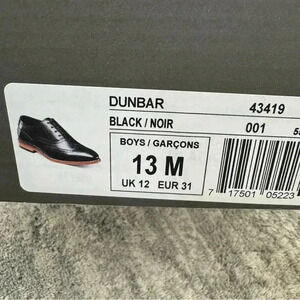 DUNBAR 43419
BLACK / NOIR 001
BOYS / GARÇONS
13 M
UK 12 EUR 31
7 17501 05223